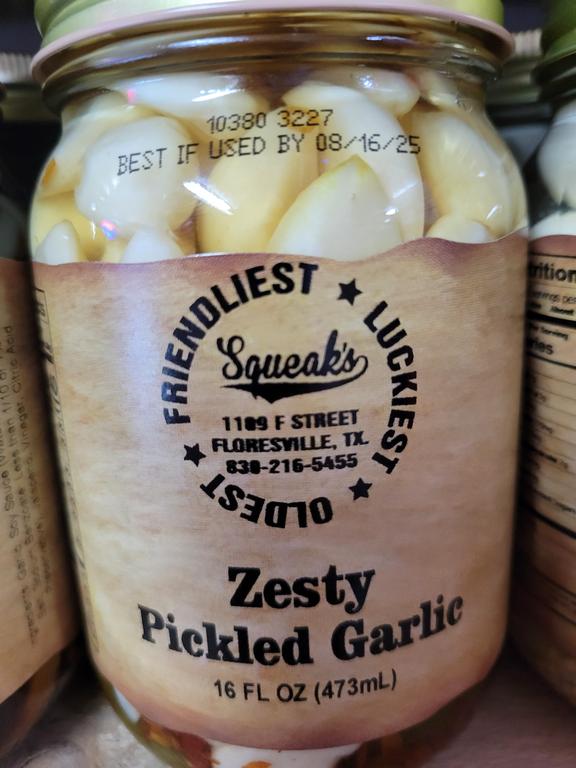 10380 3227
BEST IF USED BY 08/16/25
FRIENDLIEST ★ LUCKIEST ★ OLDEST ★
Squeak's
1109 F STREET
FLORESVILLE, TX.
830-216-5455
Zesty
Pickled Garlic
16 FL OZ (473mL)